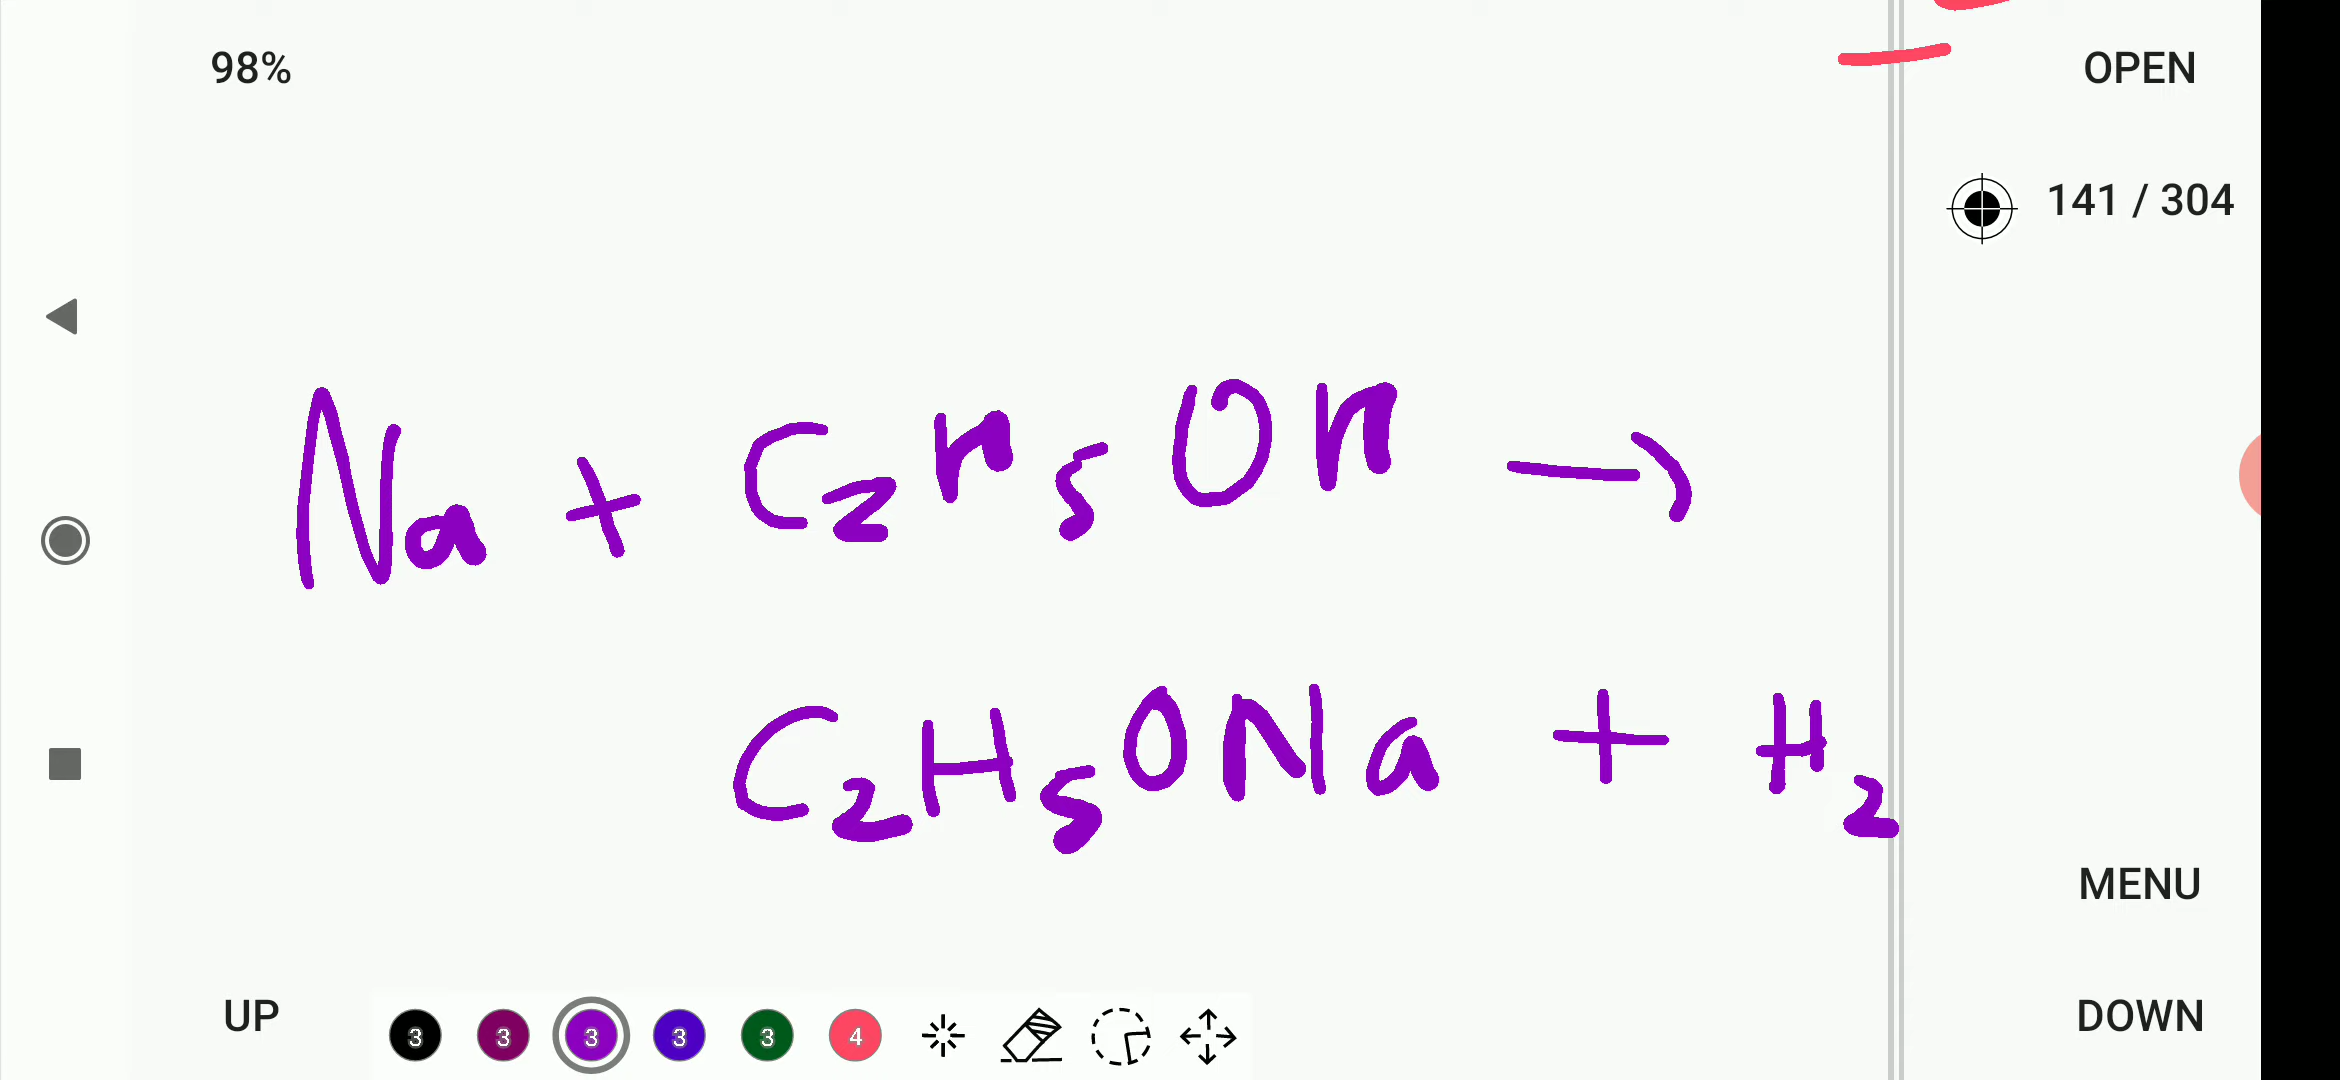 98%
OPEN
141 / 304
Na + C₂H₅OH →
C₂H₅ONa + H₂
MENU
UP
3 3 3 3 3 4
DOWN